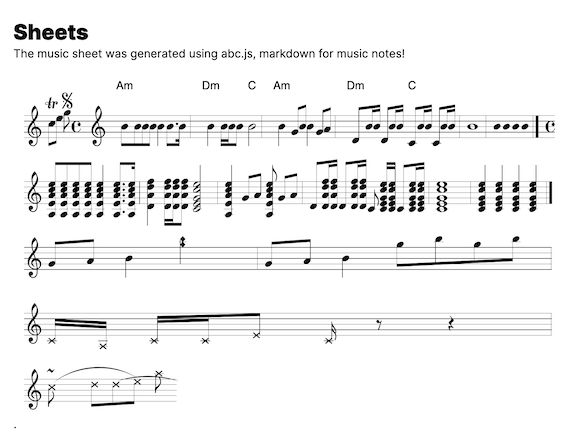 Sheets
The music sheet was generated using abc.js, markdown for music notes!
Am Dm C Am Dm C
tr